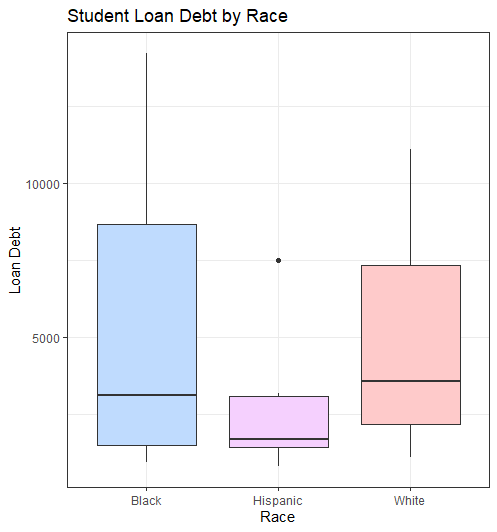 Student Loan Debt by Race
Loan Debt
10000
5000
Black Hispanic White
Race